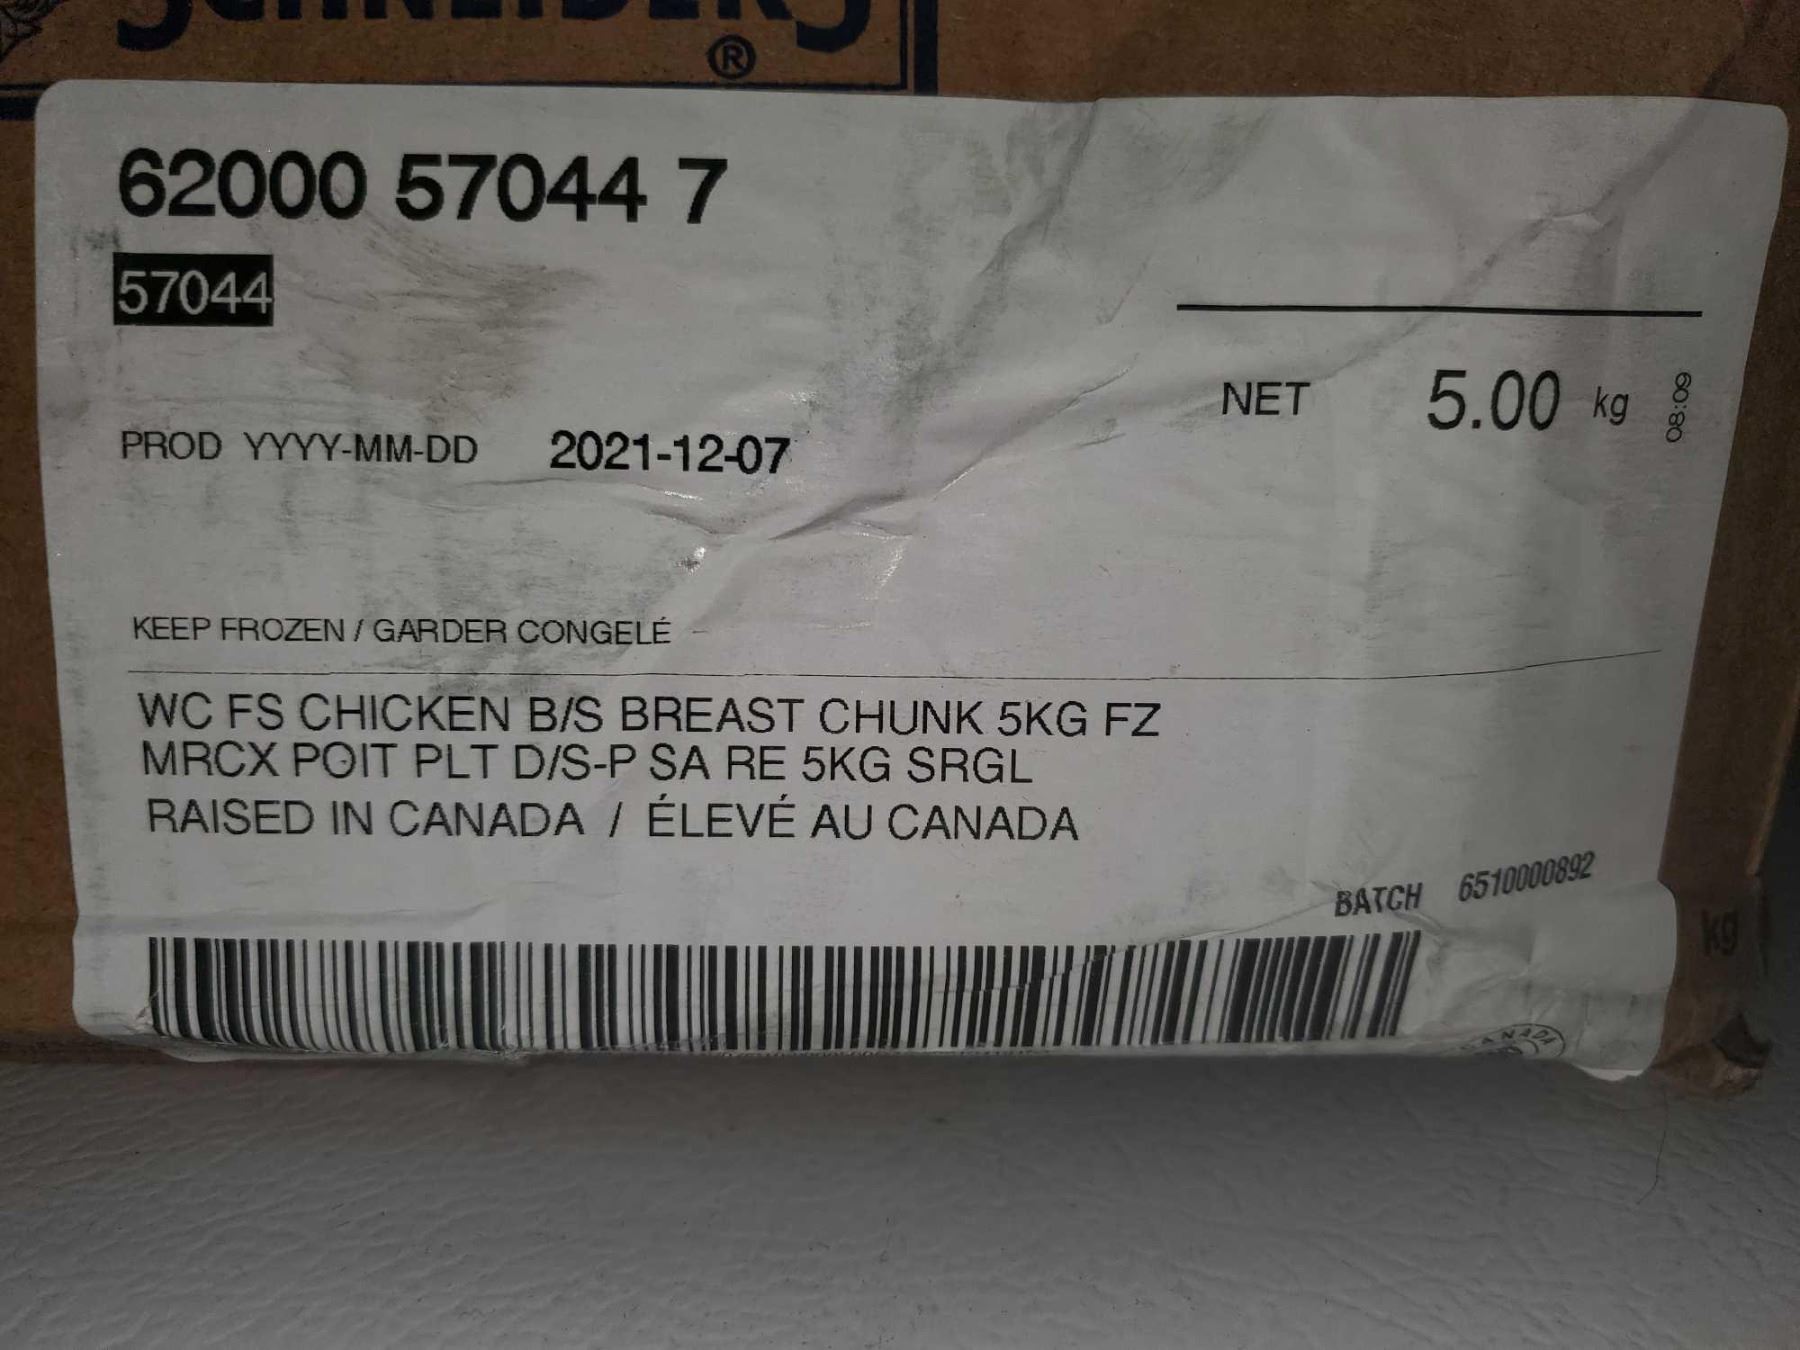 SCHNEIDERS
®
62000 57044 7
57044
NET 5.00 kg 08:09
PROD YYYY-MM-DD 2021-12-07
KEEP FROZEN / GARDER CONGELÉ
WC FS CHICKEN B/S BREAST CHUNK 5KG FZ
MRCX POIT PLT D/S-P SA RE 5KG SRGL
RAISED IN CANADA / ÉLEVÉ AU CANADA
BATCH 6510000892
kg
CANADA